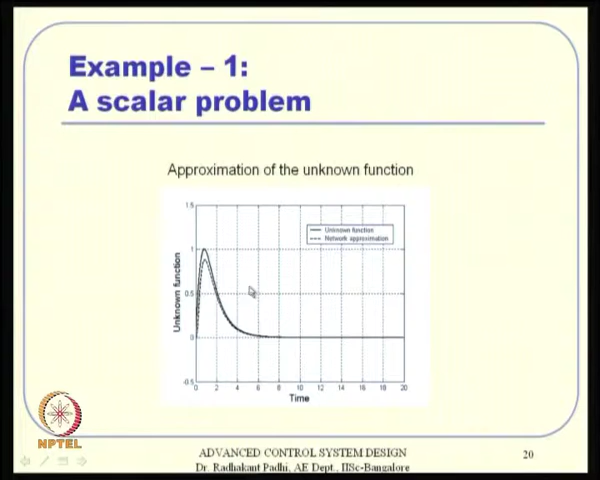 Example – 1:
A scalar problem
Approximation of the unknown function
1.5
1
0.5
0
-0.5
Unknown function
Unknown function
Network approximation
0 2 4 6 8 10 12 14 16 18 20
Time
NPTEL
ADVANCED CONTROL SYSTEM DESIGN
Dr. Radhakant Padhi, AE Dept., IISc-Bangalore
20